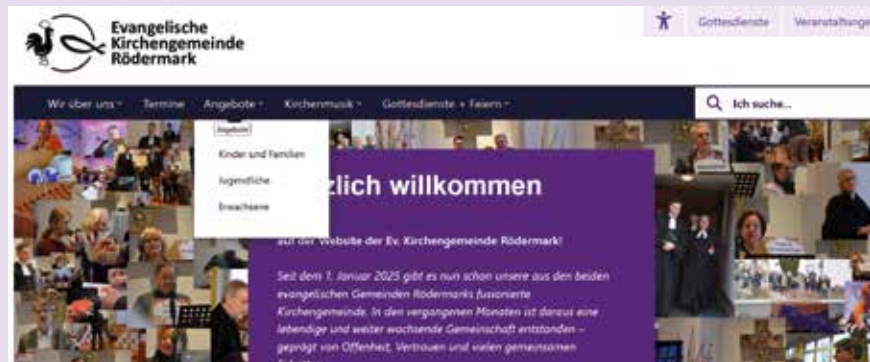 Evangelische
Kirchengemeinde
Rödermark
Gottesdienste Veranstaltunge
Wir über uns Termine Angebote Kirchenmusik Gottesdienste + Feiern
Ich suche...
Angebote
Kinder und Familien
Jugendliche
Erwachsene
zlich willkommen
auf der Website der Ev. Kirchengemeinde Rödermark!
Seit dem 1. Januar 2025 gibt es nun schon unsere aus den beiden
evangelischen Gemeinden Rödermarks fusionierte
Kirchengemeinde. In den vergangenen Monaten ist daraus eine
lebendige und weiter wachsende Gemeinschaft entstanden –
geprägt von Offenheit, Vertrauen und vielen gemeinsamen